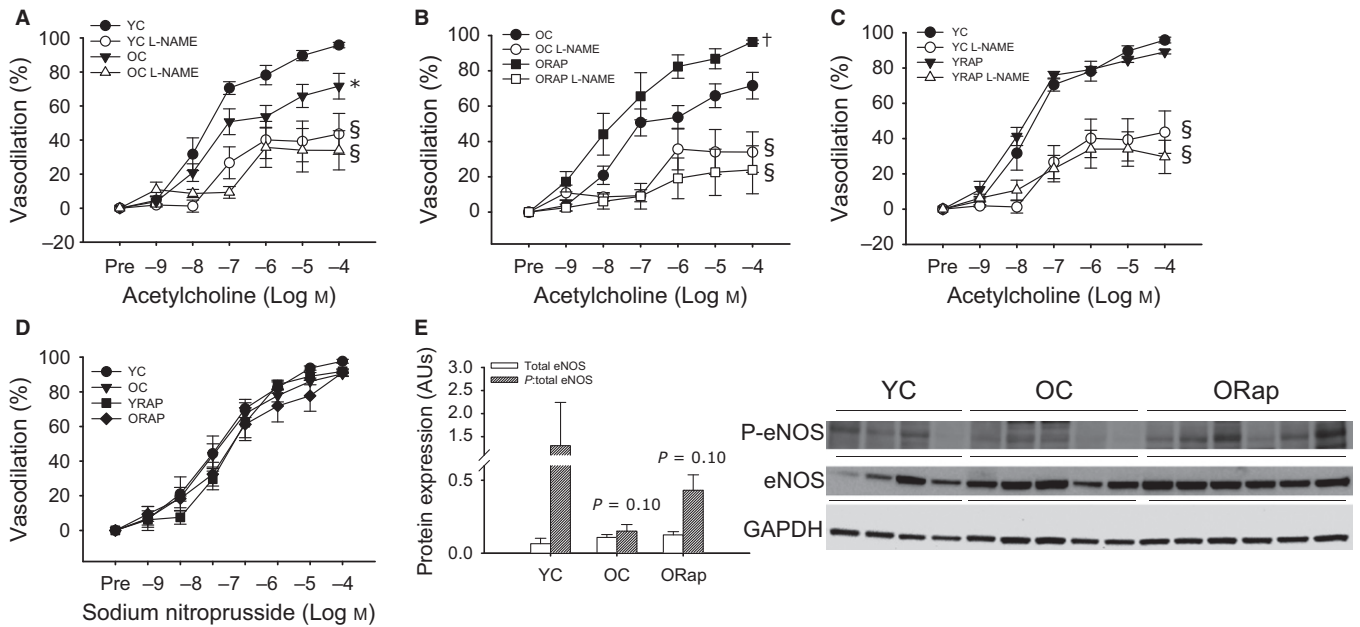 A
YC
YC L-NAME
OC
OC L-NAME
Vasodilation (%)
100
80
60
40
20
0
–20
*
§
§
Pre –9 –8 –7 –6 –5 –4
Acetylcholine (Log M)
B
OC
OC L-NAME
ORAP
ORAP L-NAME
Vasodilation (%)
100
80
60
40
20
0
–20
†
§
§
Pre –9 –8 –7 –6 –5 –4
Acetylcholine (Log M)
C
YC
YC L-NAME
YRAP
YRAP L-NAME
Vasodilation (%)
100
80
60
40
20
0
–20
§
§
Pre –9 –8 –7 –6 –5 –4
Acetylcholine (Log M)
D
YC
OC
YRAP
ORAP
Vasodilation (%)
100
80
60
40
20
0
Pre –9 –8 –7 –6 –5 –4
Sodium nitroprusside (Log M)
E
Total eNOS
P:total eNOS
Protein expression (AUs)
3.0
2.0
1.5
0.5
0.0
P = 0.10
P = 0.10
YC OC ORap
YC OC ORap
P-eNOS
eNOS
GAPDH